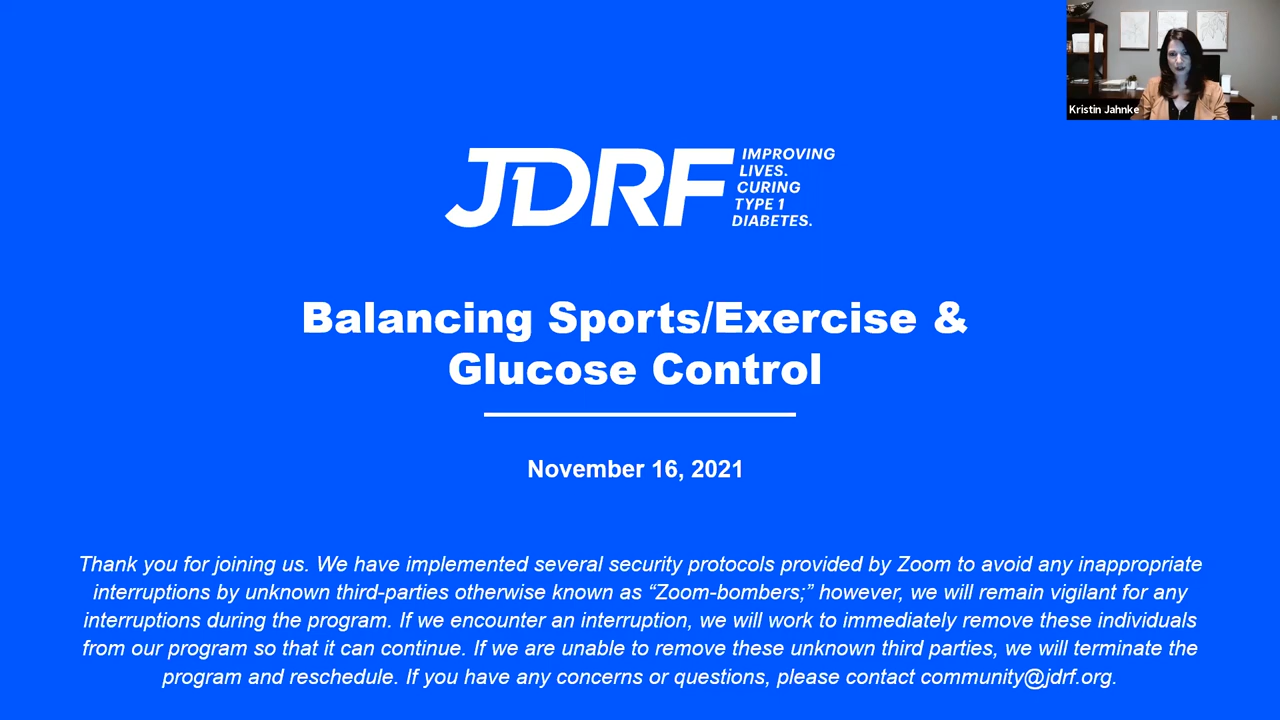 Kristin Jahnke
JDRF
IMPROVING
LIVES.
CURING
TYPE 1
DIABETES.
Balancing Sports/Exercise &
Glucose Control
November 16, 2021
Thank you for joining us. We have implemented several security protocols provided by Zoom to avoid any inappropriate
interruptions by unknown third-parties otherwise known as “Zoom-bombers;” however, we will remain vigilant for any
interruptions during the program. If we encounter an interruption, we will work to immediately remove these individuals
from our program so that it can continue. If we are unable to remove these unknown third parties, we will terminate the
program and reschedule. If you have any concerns or questions, please contact community@jdrf.org.